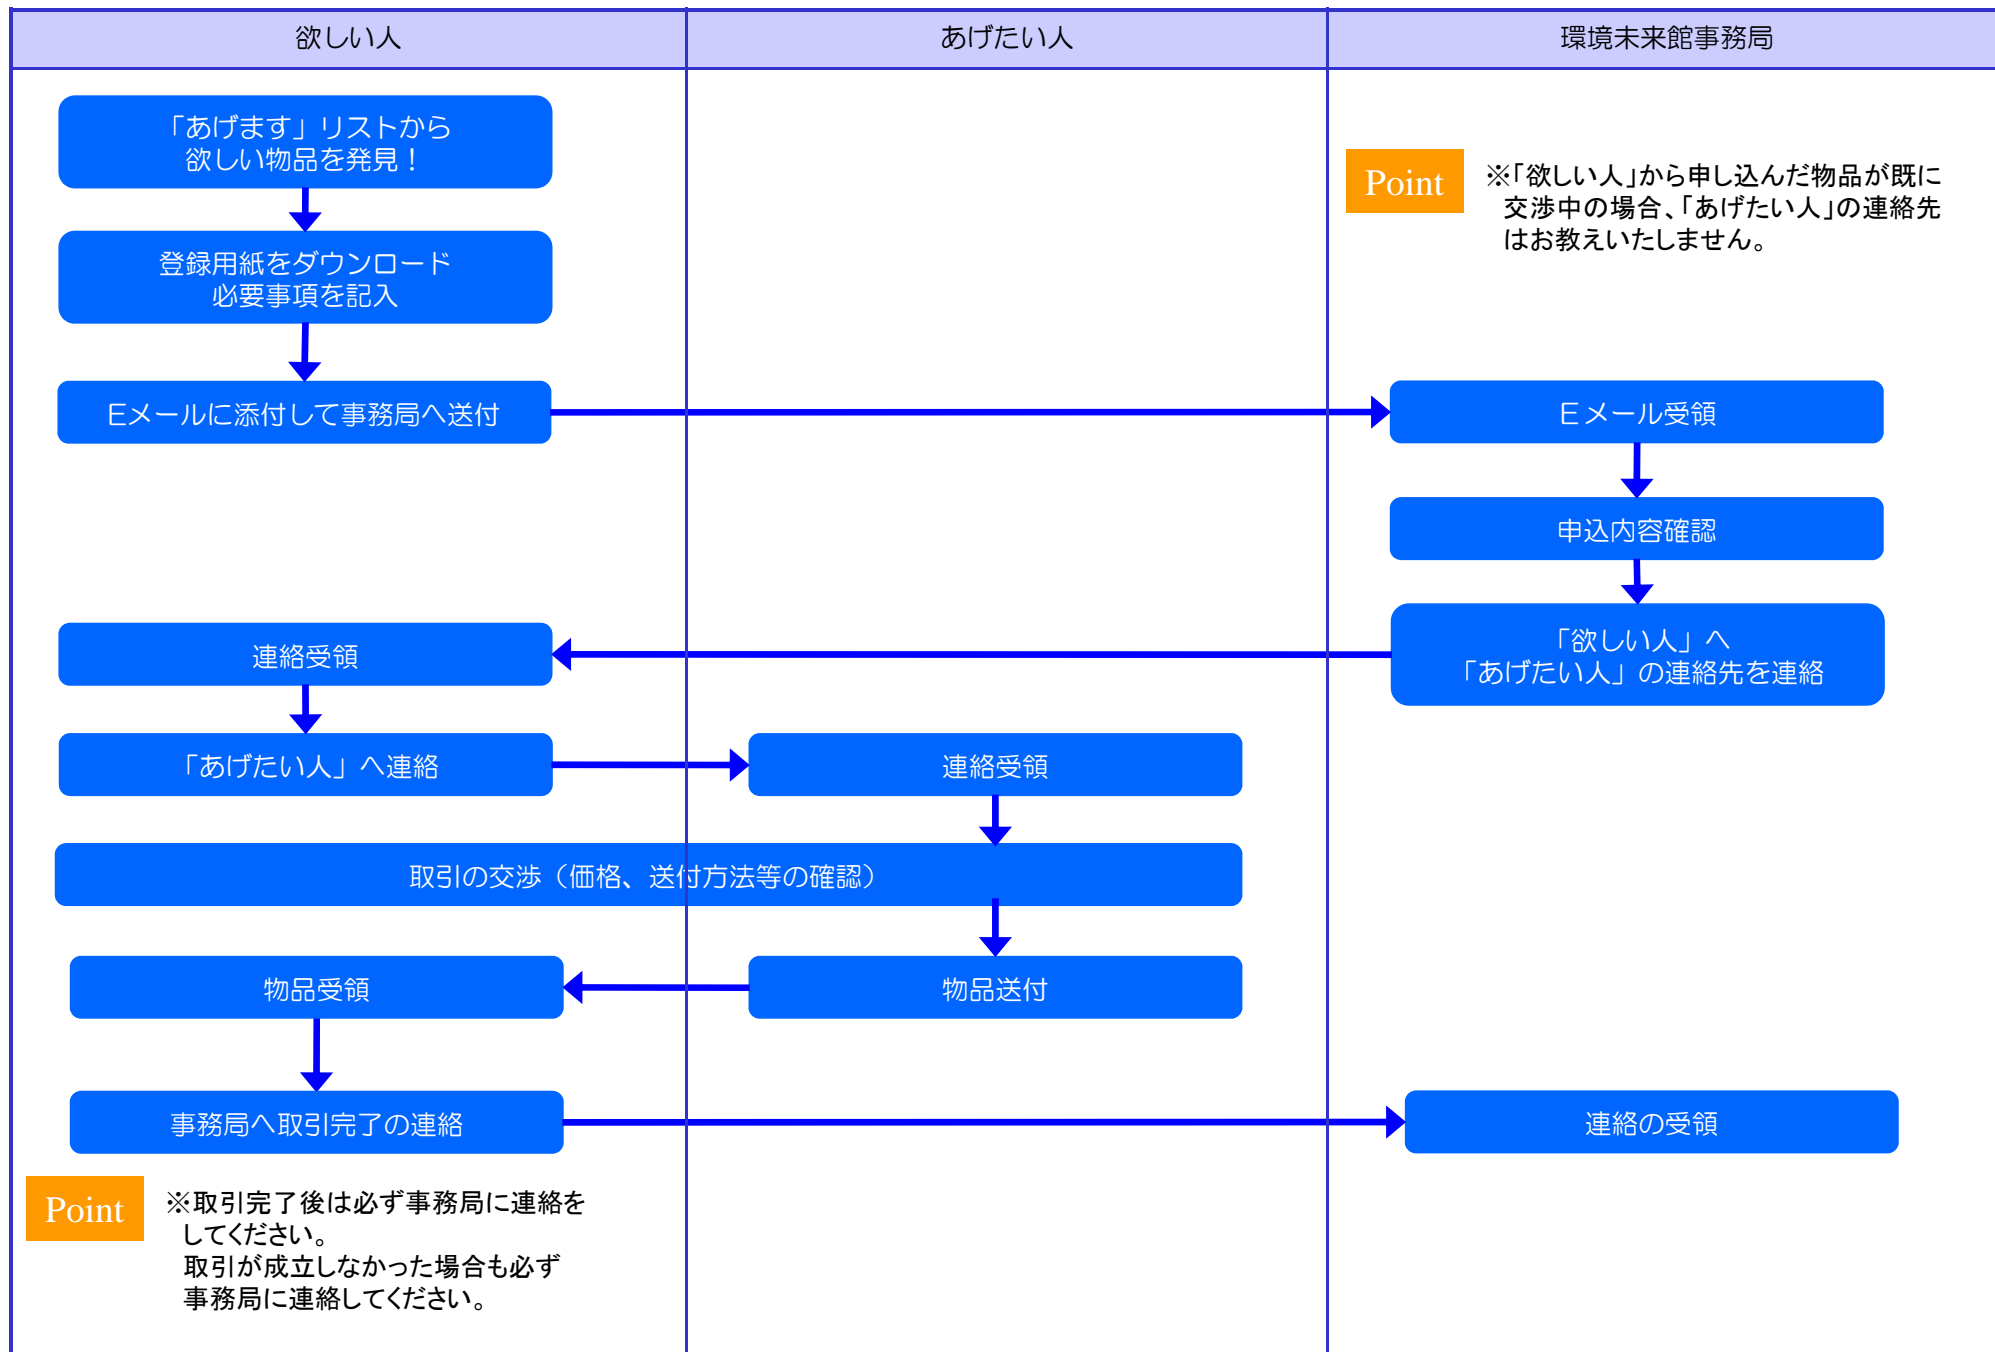 欲しい人
あげたい人
環境未来館事務局
「あげます」リストから
欲しい物品を発見！
Point
※「欲しい人」から申し込んだ物品が既に
交渉中の場合、「あげたい人」の連絡先
はお教えいたしません。
登録用紙をダウンロード
必要事項を記入
Eメールに添付して事務局へ送付
Eメール受領
申込内容確認
「欲しい人」へ
「あげたい人」の連絡先を連絡
連絡受領
「あげたい人」へ連絡
連絡受領
取引の交渉（価格、送付方法等の確認）
物品受領
物品送付
事務局へ取引完了の連絡
連絡の受領
Point
※取引完了後は必ず事務局に連絡を
してください。
取引が成立しなかった場合も必ず
事務局に連絡してください。